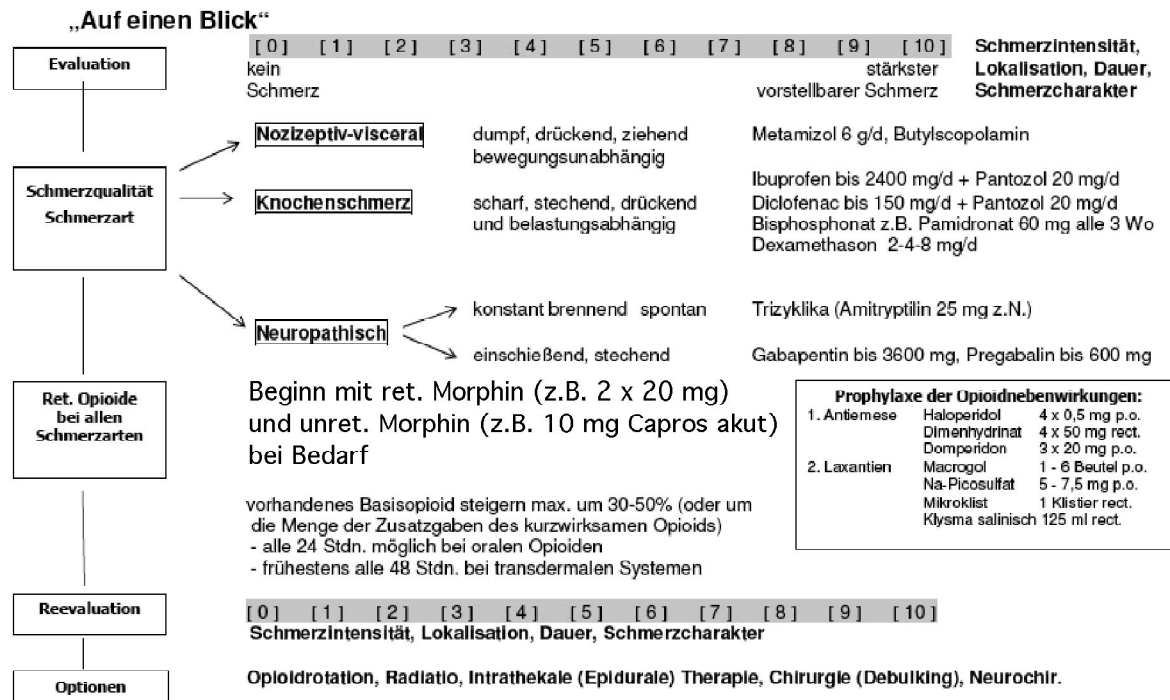 „Auf einen Blick“
Evaluation
[ 0 ] [ 1 ] [ 2 ] [ 3 ] [ 4 ] [ 5 ] [ 6 ] [ 7 ] [ 8 ] [ 9 ] [ 10 ]
kein
Schmerz
stärkster
vorstellbarer Schmerz
Schmerzintensität,
Lokalisation, Dauer,
Schmerzcharakter
Schmerzqualität
Schmerzart
Nozizeptiv-visceral
dumpf, drückend, ziehend
bewegungsunabhängig
Metamizol 6 g/d, Butylscopolamin
Knochenschmerz
scharf, stechend, drückend
und belastungsabhängig
Ibuprofen bis 2400 mg/d + Pantozol 20 mg/d
Diclofenac bis 150 mg/d + Pantozol 20 mg/d
Bisphosphonat z.B. Pamidronat 60 mg alle 3 Wo
Dexamethason 2-4-8 mg/d
Neuropathisch
konstant brennend spontan
Trizyklika (Amitryptilin 25 mg z.N.)
einschießend, stechend
Gabapentin bis 3600 mg, Pregabalin bis 600 mg
Ret. Opioide
bei allen
Schmerzarten
Beginn mit ret. Morphin (z.B. 2 x 20 mg)
und unret. Morphin (z.B. 10 mg Capros akut)
bei Bedarf
vorhandenes Basisopioid steigern max. um 30-50% (oder um
die Menge der Zusatzgaben des kurzwirksamen Opioids)
- alle 24 Stdn. möglich bei oralen Opioiden
- frühestens alle 48 Stdn. bei transdermalen Systemen
Prophylaxe der Opioidnebenwirkungen:
1. Antiemese Haloperidol 4 x 0,5 mg p.o.
Dimenhydrinat 4 x 50 mg rect.
Domperidon 3 x 20 mg p.o.
2. Laxantien Macrogol 1 - 6 Beutel p.o.
Na-Picosulfat 5 - 7,5 mg p.o.
Mikroklist 1 Klistier rect.
Klysma salinisch 125 ml rect.
Reevaluation
[ 0 ] [ 1 ] [ 2 ] [ 3 ] [ 4 ] [ 5 ] [ 6 ] [ 7 ] [ 8 ] [ 9 ] [ 10 ]
Schmerzintensität, Lokalisation, Dauer, Schmerzcharakter
Optionen
Opioidrotation, Radiatio, Intrathekale (Epidurale) Therapie, Chirurgie (Debulking), Neurochir.